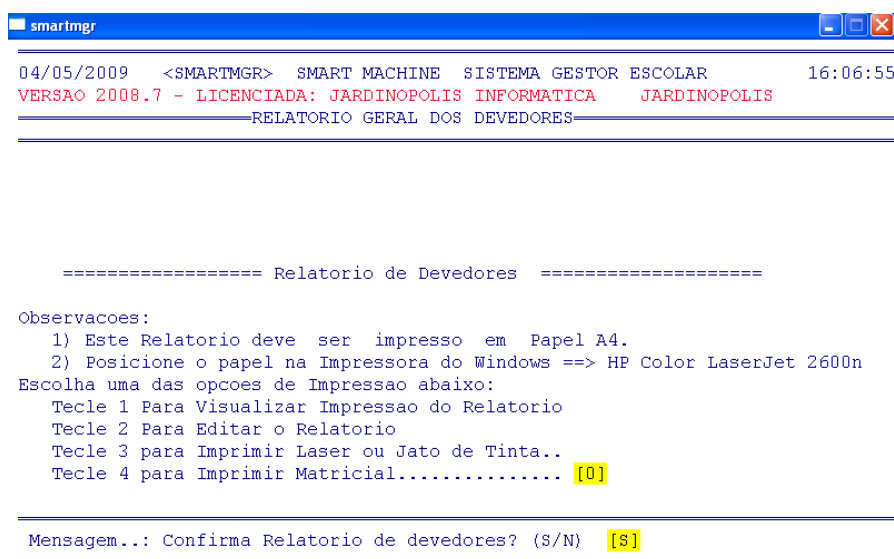 smartmgr
04/05/2009 <SMARTMGR> SMART MACHINE SISTEMA GESTOR ESCOLAR 16:06:55
VERSAO 2008.7 - LICENCIADA: JARDINOPOLIS INFORMATICA JARDINOPOLIS
RELATORIO GERAL DOS DEVEDORES
================== Relatorio de Devedores ====================
Observacoes:
1) Este Relatorio deve ser impresso em Papel A4.
2) Posicione o papel na Impressora do Windows ==> HP Color LaserJet 2600n
Escolha uma das opcoes de Impressao abaixo:
Tecle 1 Para Visualizar Impressao do Relatorio
Tecle 2 Para Editar o Relatorio
Tecle 3 para Imprimir Laser ou Jato de Tinta..
Tecle 4 para Imprimir Matricial............... [0]
Mensagem..: Confirma Relatorio de devedores? (S/N) [S]